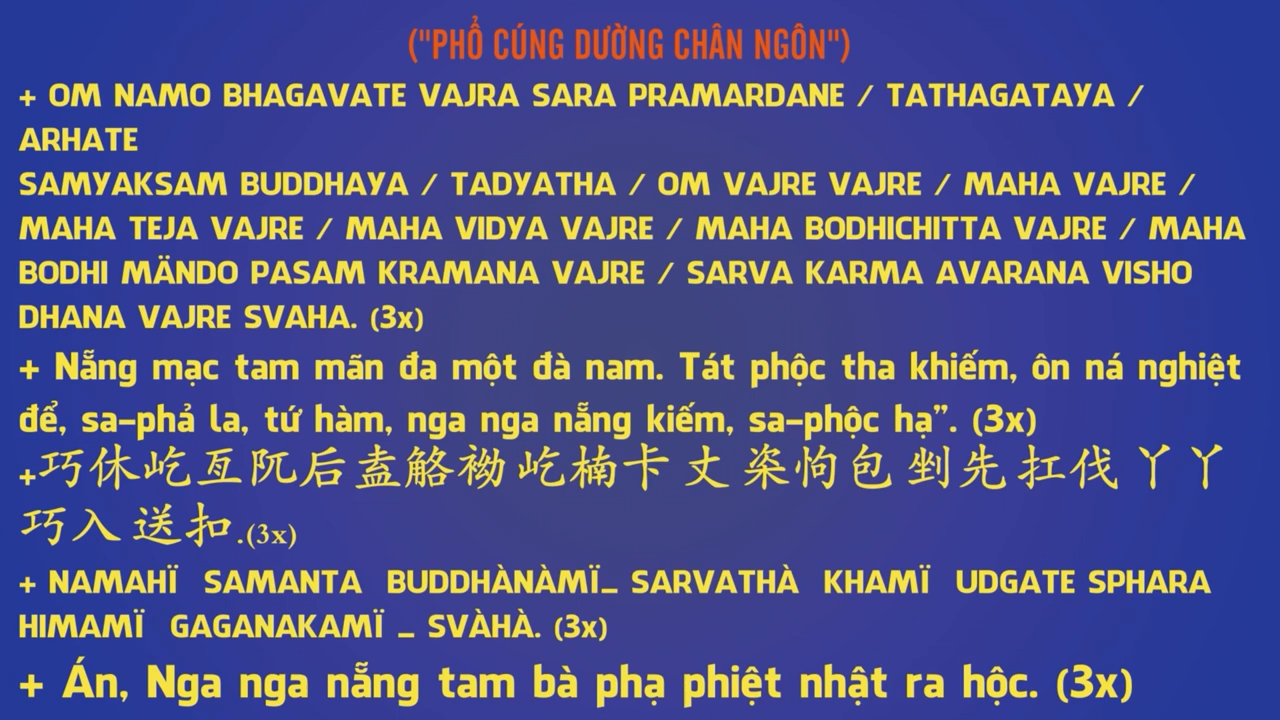 ("PHỔ CÚNG DƯỜNG CHÂN NGÔN")
+ OM NAMO BHAGAVATE VAJRA SARA PRAMARDANE / TATHAGATAYA /
ARHATE
SAMYAKSAM BUDDHAYA / TADYATHA / OM VAJRE VAJRE / MAHA VAJRE /
MAHA TEJA VAJRE / MAHA VIDYA VAJRE / MAHA BODHICHITTA VAJRE / MAHA
BODHI MÄNDO PASAM KRAMANA VAJRE / SARVA KARMA AVARANA VISHO
DHANA VAJRE SVAHA. (3x)
+ Nẵng mạc tam mãn đa một đà nam. Tát phộc tha khiếm, ôn ná nghiệt
để, sa-phả la, tứ hàm, nga nga nẵng kiếm, sa-phộc hạ”. (3x)
+巧休屹亙阢后盍觡袎屹楠卡丈 栥怐包 剉先 扛伐 丫丫
巧入 送扣.(3x)
+ NAMAHÏ SAMANTA BUDDHÀNÀMÏ_ SARVATHÀ KHAMÏ UDGATE SPHARA
HIMAMÏ GAGANAKAMÏ _ SVÀHÀ. (3x)
+ Án, Nga nga nẵng tam bà phạ phiệt nhật ra hộc. (3x)